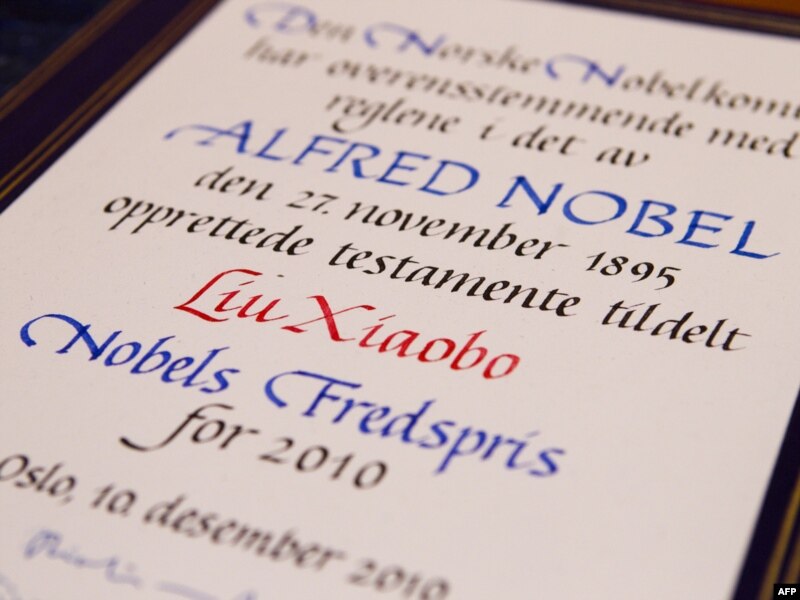 Den Norske
har overensstemmende med
reglene i det av
ALFRED NOBEL
den 27. november 1895
opprettede testamente tildelt
Liu Xiaobo
Nobels Fredspris
for 2010
Oslo, 10. desember 2010
AFP